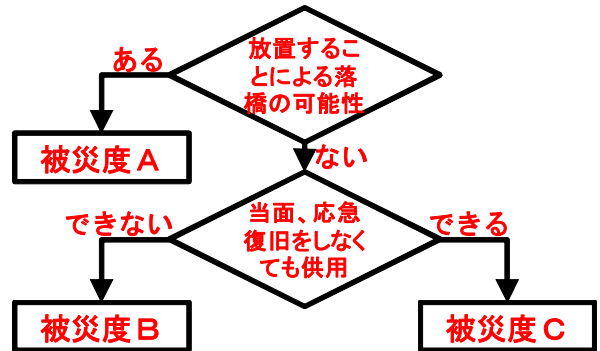 放置するこ
とによる落
橋の可能性
ある
被災度A
ない
当面、応急
復旧をしなく
ても供用
できない
できる
被災度B
被災度C